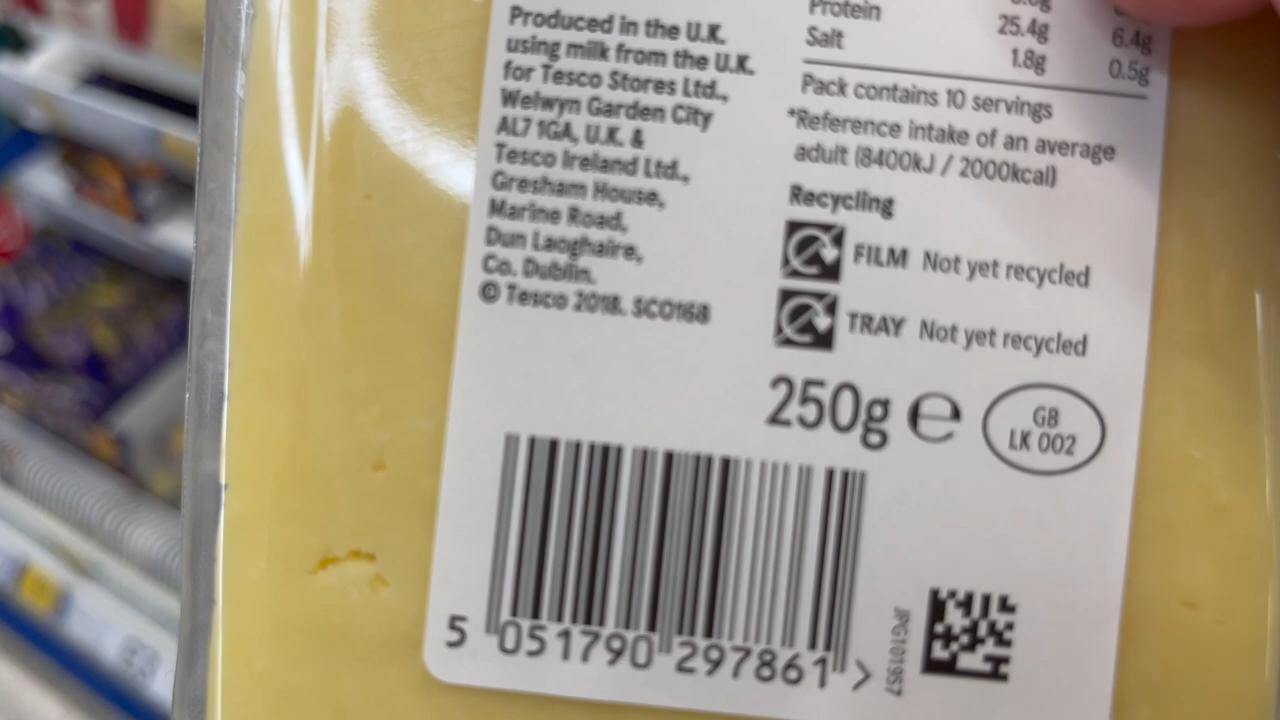 Produced in the U.K.
using milk from the U.K.
for Tesco Stores Ltd.,
Welwyn Garden City
AL7 1GA, U.K. &
Tesco Ireland Ltd.,
Gresham House,
Marine Road,
Dun Laoghaire,
Co. Dublin.
© Tesco 2018. SC0168
Protein 25.4g 6.4g
Salt 1.8g 0.5g
Pack contains 10 servings
*Reference intake of an average
adult (8400kJ / 2000kcal)
Recycling
FILM Not yet recycled
TRAY Not yet recycled
250g e
GB
LK 002
5 051790 297861 >